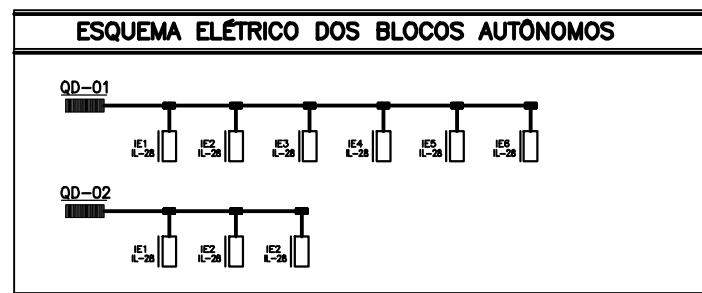 ESQUEMA ELÉTRICO DOS BLOCOS AUTÔNOMOS
QD-01
IE1 IE2 IE3 IE4 IE5 IE6
IL-28 IL-28 IL-28 IL-28 IL-28 IL-28
QD-02
IE1 IE2 IE2
IL-28 IL-28 IL-28